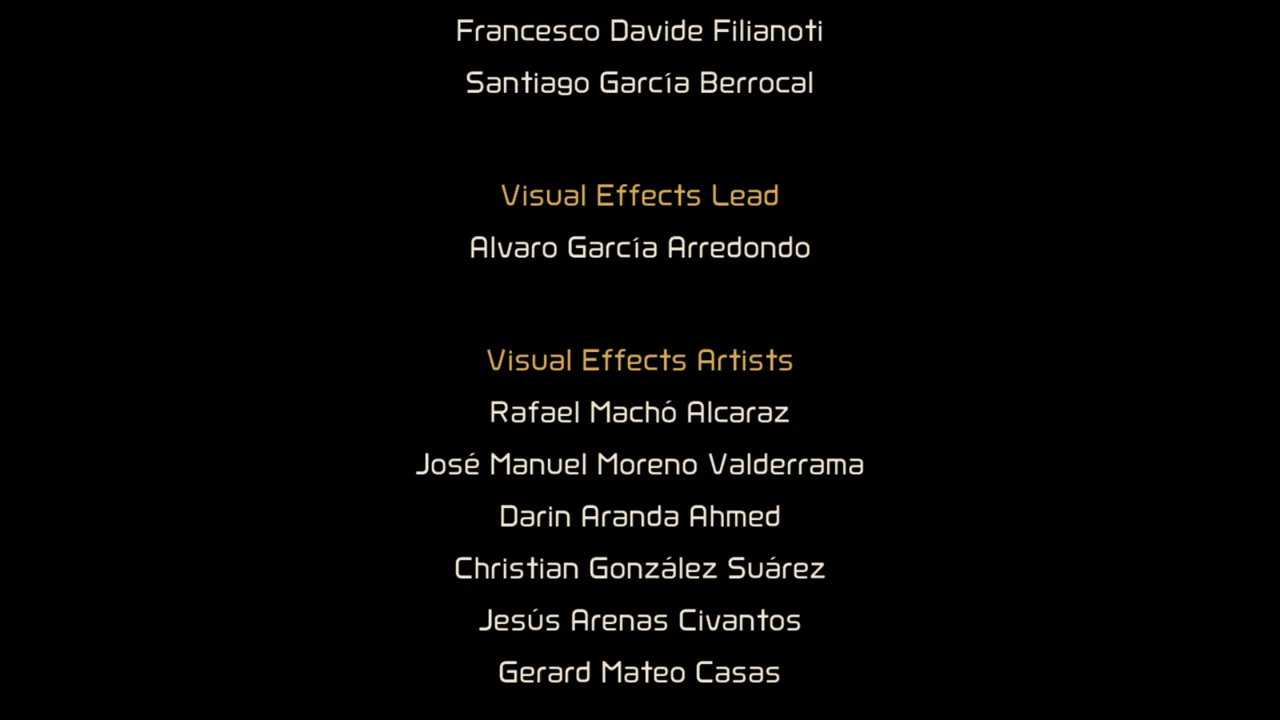 Francesco Davide Filianoti
Santiago García Berrocal
Visual Effects Lead
Alvaro García Arredondo
Visual Effects Artists
Rafael Machó Alcaraz
José Manuel Moreno Valderrama
Darin Aranda Ahmed
Christian González Suárez
Jesús Arenas Civantos
Gerard Mateo Casas